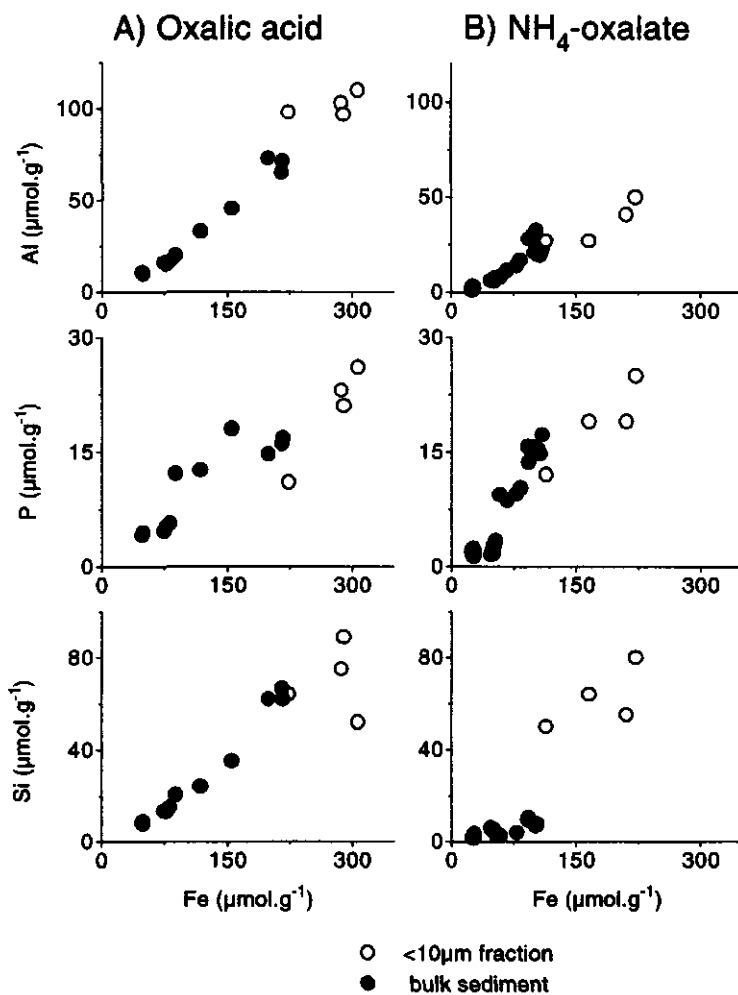 A) Oxalic acid
B) NH₄-oxalate
Al (µmol.g⁻¹)
100
50
0
0 150 300
100
50
0
0 150 300
P (µmol.g⁻¹)
30
15
0
0 150 300
30
15
0
0 150 300
Si (µmol.g⁻¹)
80
40
0
0 150 300
80
40
0
0 150 300
Fe (µmol.g⁻¹)
Fe (µmol.g⁻¹)
<10µm fraction
bulk sediment